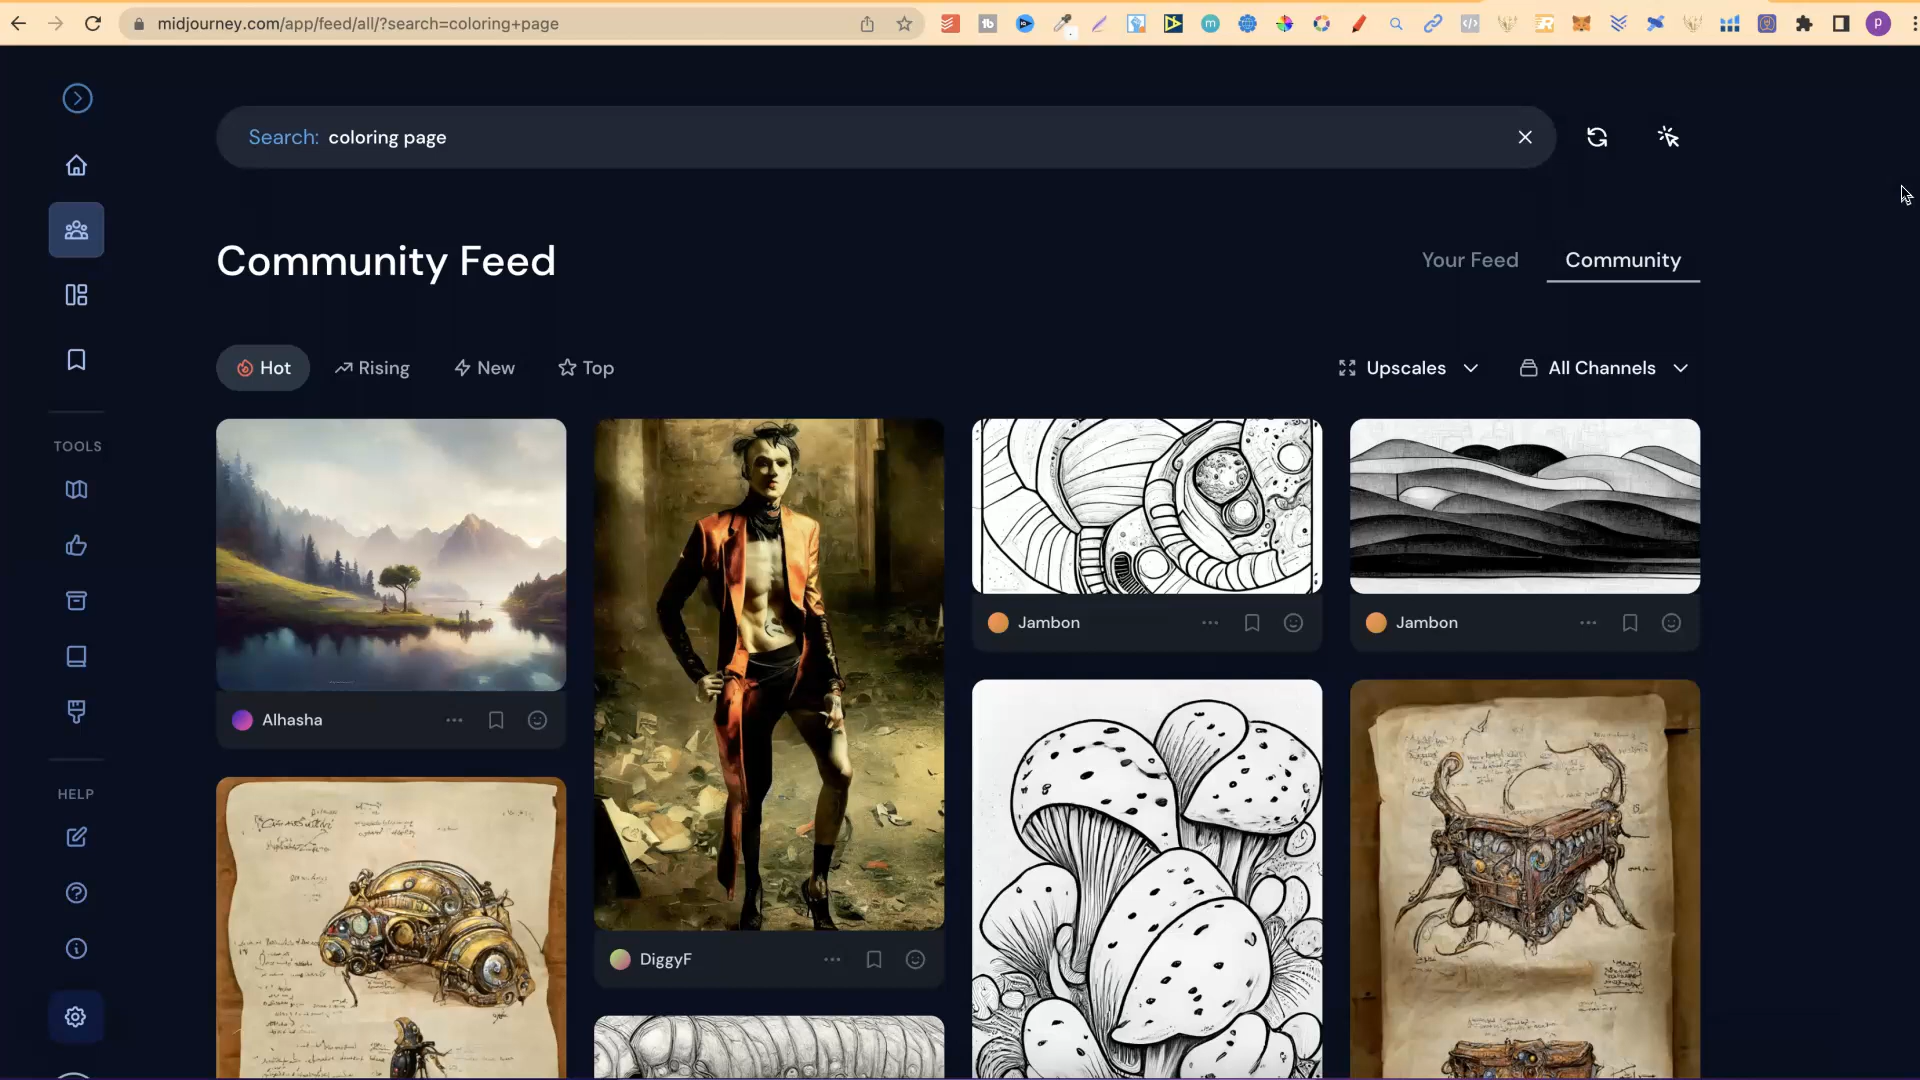 midjourney.com/app/feed/all/?search=coloring+page
Search: coloring page
Community Feed
Your Feed
Community
Hot
Rising
New
Top
Upscales
All Channels
TOOLS
HELP
Alhasha
DiggyF
Jambon
Jambon